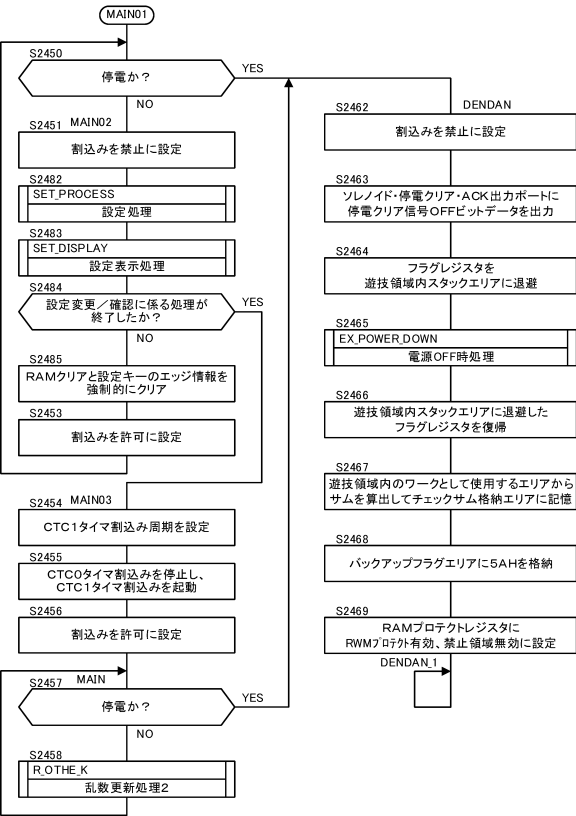 MAIN01
S2450
停電か？
YES
NO
S2451 MAIN02
割込みを禁止に設定
S2482
SET_PROCESS
設定処理
S2483
SET_DISPLAY
設定表示処理
S2484
設定変更／確認に係る処理が
終了したか？
YES
NO
S2485
RAMクリアと設定キーのエッジ情報を
強制的にクリア
S2453
割込みを許可に設定
S2454 MAIN03
CTC1タイマ割込み周期を設定
S2455
CTC0タイマ割込みを停止し、
CTC1タイマ割込みを起動
S2456
割込みを許可に設定
S2457 MAIN
停電か？
YES
NO
S2458
R_OTHE_K
乱数更新処理２
S2462 DENDAN
割込みを禁止に設定
S2463
ソレノイド・停電クリア・ACK出力ポートに
停電クリア信号OFFビットデータを出力
S2464
フラグレジスタを
遊技領域内スタックエリアに退避
S2465
EX_POWER_DOWN
電源OFF時処理
S2466
遊技領域内スタックエリアに退避した
フラグレジスタを復帰
S2467
遊技領域内のワークとして使用するエリアから
サムを算出してチェックサム格納エリアに記憶
S2468
バックアップフラグエリアに5AHを格納
S2469
RAMプロテクトレジスタに
RWMプロテクト有効、禁止領域無効に設定
DENDAN_1